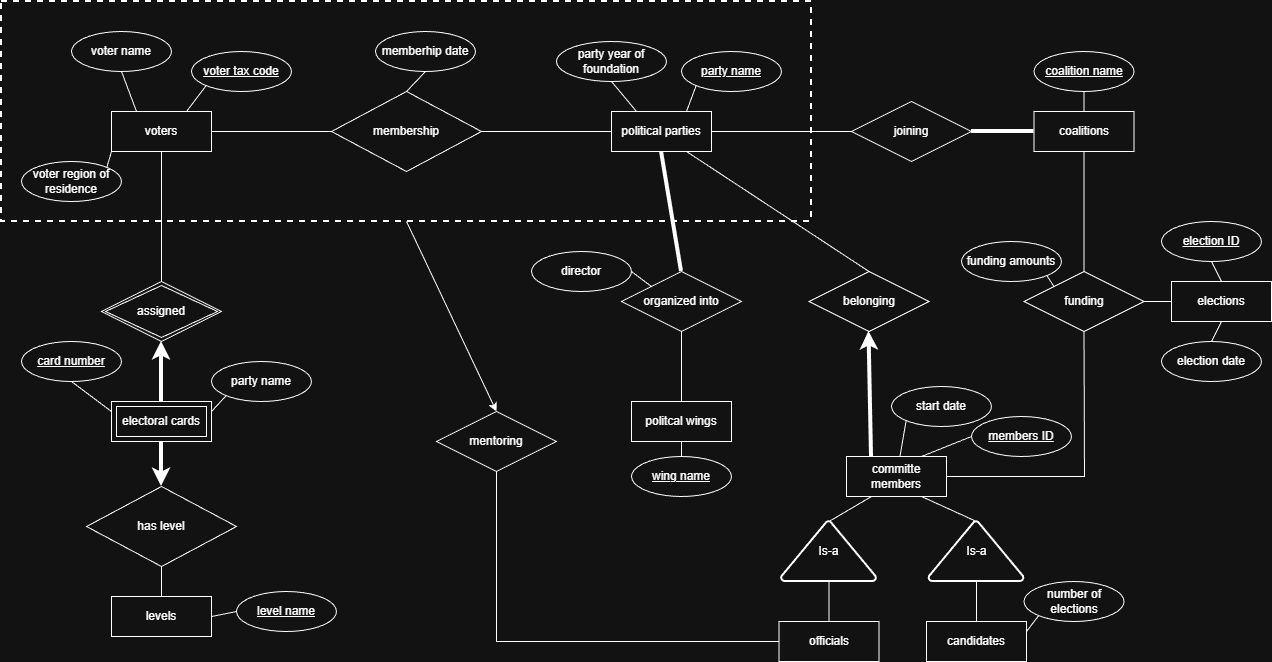 voter name
voter tax code
membership date
party year of
foundation
party name
coalition name
voters
membership
political parties
joining
coalitions
voter region of
residence
director
organized into
belonging
funding amounts
funding
election ID
elections
election date
assigned
card number
party name
electoral cards
has level
levels
level name
mentoring
politcal wings
wing name
start date
members ID
committe
members
Is-a
Is-a
officials
candidates
number of
elections